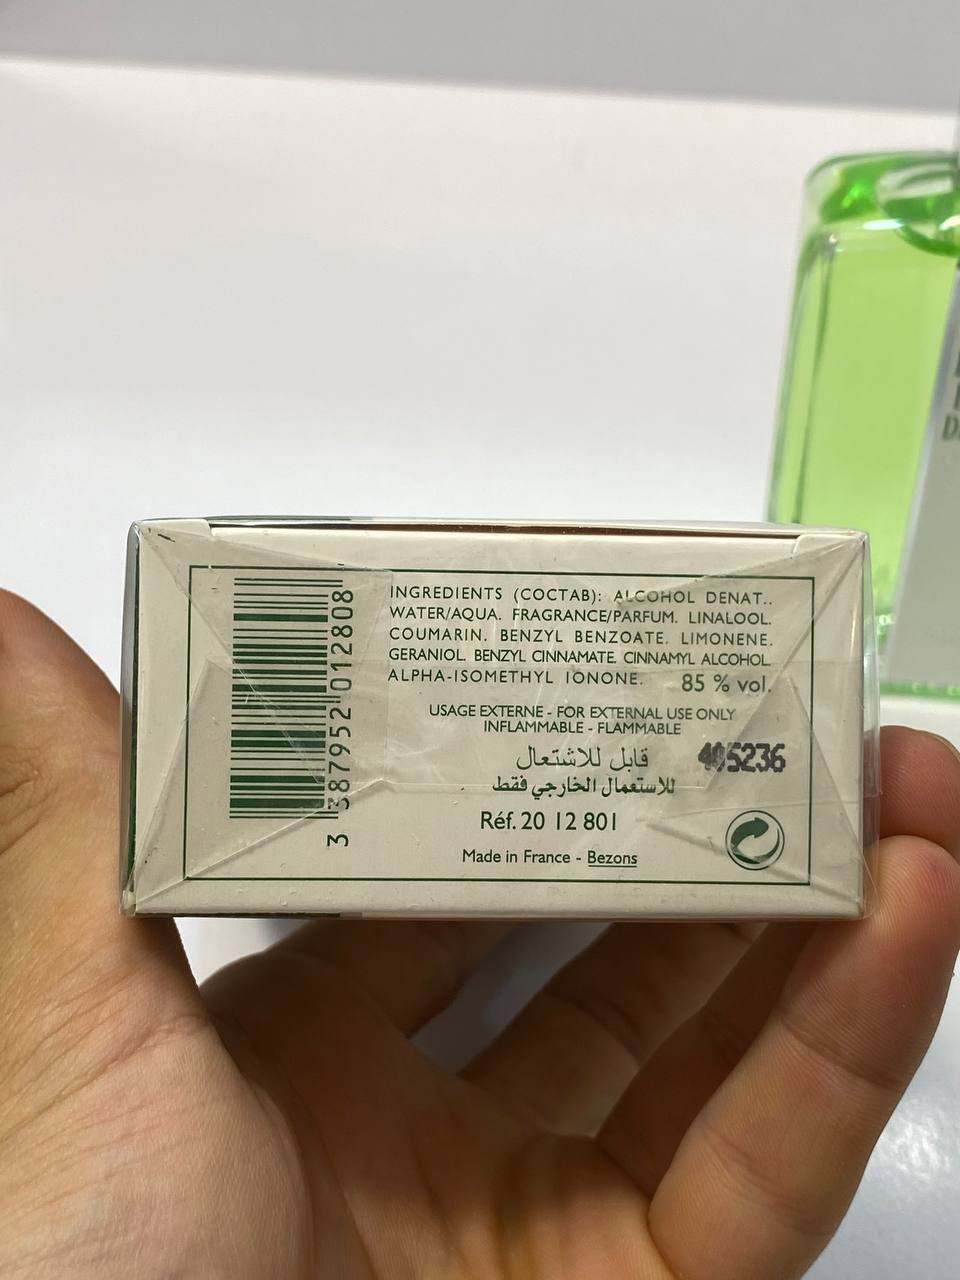 INGREDIENTS (COCTAB): ALCOHOL DENAT..
WATER/AQUA. FRAGRANCE/PARFUM. LINALOOL.
COUMARIN. BENZYL BENZOATE. LIMONENE.
GERANIOL. BENZYL CINNAMATE. CINNAMYL ALCOHOL.
ALPHA-ISOMETHYL IONONE. 85 % vol.
USAGE EXTERNE - FOR EXTERNAL USE ONLY
INFLAMMABLE - FLAMMABLE
قابل للاشتعال
للاستعمال الخارجي فقط
Réf. 20 12 801
Made in France - Bezons
3 387952 012808